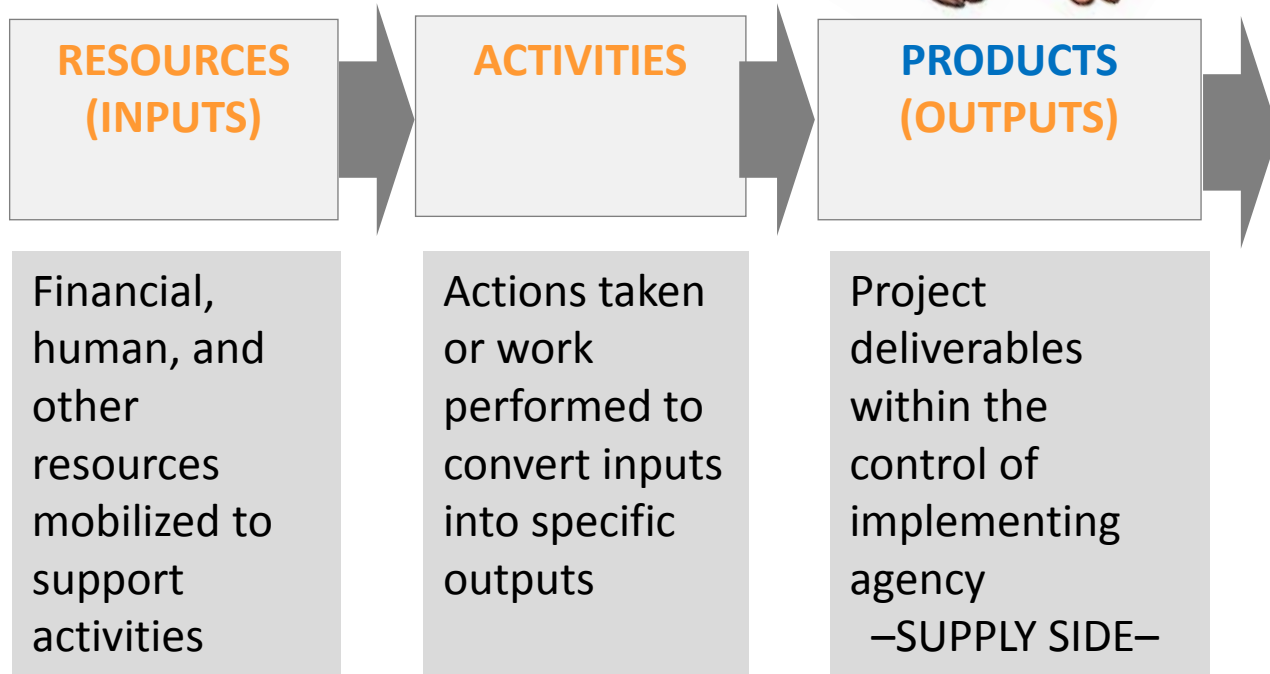 RESOURCES
(INPUTS)
ACTIVITIES
PRODUCTS
(OUTPUTS)
Financial,
human, and
other
resources
mobilized to
support
activities
Actions taken
or work
performed to
convert inputs
into specific
outputs
Project
deliverables
within the
control of
implementing
agency
–SUPPLY SIDE–